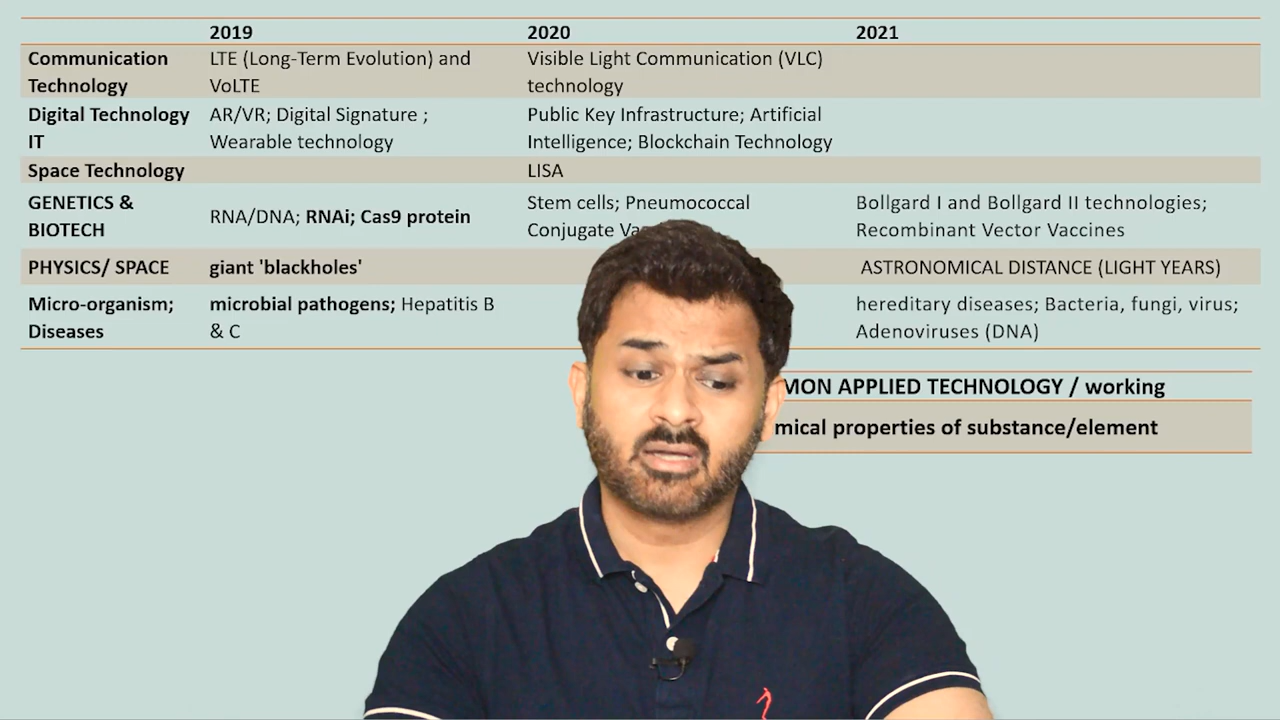 2019 2020 2021
Communication LTE (Long-Term Evolution) and Visible Light Communication (VLC)
Technology VoLTE technology
Digital Technology AR/VR; Digital Signature ; Public Key Infrastructure; Artificial
IT Wearable technology Intelligence; Blockchain Technology
Space Technology LISA
GENETICS & Stem cells; Pneumococcal Bollgard I and Bollgard II technologies;
RNA/DNA; RNAi; Cas9 protein
BIOTECH Conjugate Recombinant Vector Vaccines
PHYSICS/ SPACE giant 'blackholes' ASTRONOMICAL DISTANCE (LIGHT YEARS)
Micro-organism; microbial pathogens; Hepatitis B hereditary diseases; Bacteria, fungi, virus;
Diseases & C Adenoviruses (DNA)
APPLIED TECHNOLOGY / working
properties of substance/element